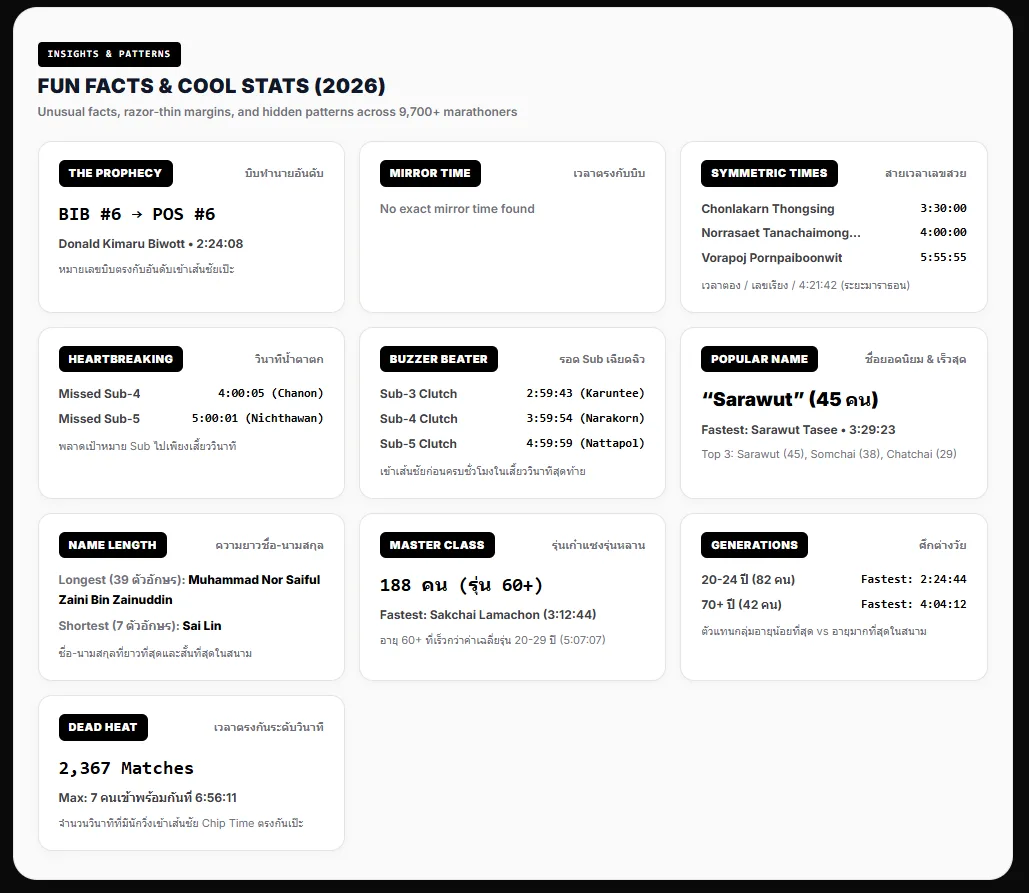 INSIGHTS & PATTERNS
FUN FACTS & COOL STATS (2026)
Unusual facts, razor-thin margins, and hidden patterns across 9,700+ marathoners
THE PROPHECY บิบทำนายอันดับ
BIB #6 → POS #6
Donald Kimaru Biwott • 2:24:08
หมายเลขบิบตรงกับอันดับเข้าเส้นชัยเป๊ะ
MIRROR TIME เวลาตรงกับบิบ
No exact mirror time found
SYMMETRIC TIMES สายเวลาเลขสวย
Chonlakarn Thongsing 3:30:00
Norrasaet Tanachaimong... 4:00:00
Vorapoj Pornpaiboonwit 5:55:55
เวลาตอง / เลขเรียง / 4:21:42 (ระยะมาราธอน)
HEARTBREAKING วินาทีน้ำตาตก
Missed Sub-4 4:00:05 (Chanon)
Missed Sub-5 5:00:01 (Nichthawan)
พลาดเป้าหมาย Sub ไปเพียงเสี้ยววินาที
BUZZER BEATER รอด Sub เฉียดฉิว
Sub-3 Clutch 2:59:43 (Karuntee)
Sub-4 Clutch 3:59:54 (Narakorn)
Sub-5 Clutch 4:59:59 (Nattapol)
เข้าเส้นชัยก่อนครบชั่วโมงในเสี้ยววินาทีสุดท้าย
POPULAR NAME ชื่อยอดนิยม & เร็วสุด
“Sarawut” (45 คน)
Fastest: Sarawut Tasee • 3:29:23
Top 3: Sarawut (45), Somchai (38), Chatchai (29)
NAME LENGTH ความยาวชื่อ-นามสกุล
Longest (39 ตัวอักษร): Muhammad Nor Saiful
Zaini Bin Zainuddin
Shortest (7 ตัวอักษร): Sai Lin
ชื่อ-นามสกุลที่ยาวที่สุดและสั้นที่สุดในสนาม
MASTER CLASS รุ่นเก๋าแซงรุ่นหลาน
188 คน (รุ่น 60+)
Fastest: Sakchai Lamachon (3:12:44)
อายุ 60+ ที่เร็วกว่าค่าเฉลี่ยรุ่น 20-29 ปี (5:07:07)
GENERATIONS ศึกต่างวัย
20-24 ปี (82 คน) Fastest: 2:24:44
70+ ปี (42 คน) Fastest: 4:04:12
ตัวแทนกลุ่มอายุน้อยที่สุด vs อายุมากที่สุดในสนาม
DEAD HEAT เวลาตรงกันระดับวินาที
2,367 Matches
Max: 7 คนเข้าพร้อมกันที่ 6:56:11
จำนวนวินาทีที่มีนักวิ่งเข้าเส้นชัย Chip Time ตรงกันเป๊ะ